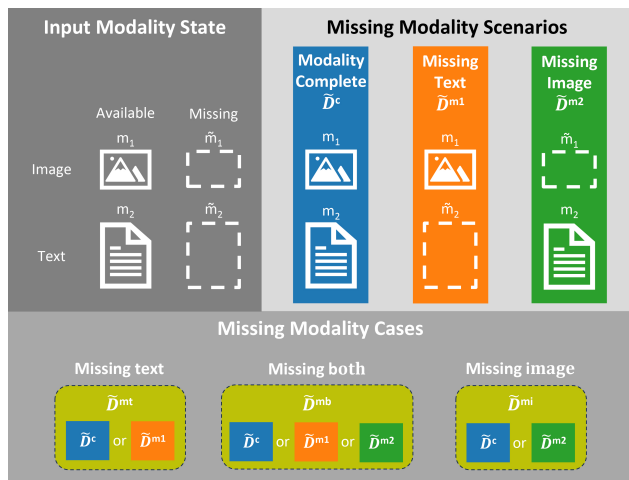 Input Modality State
Available Missing
m₁ m̃₁
Image
m₂ m̃₂
Text
Missing Modality Scenarios
Modality Complete D̃ᶜ
m₁
m₂
Missing Text D̃ᵐ¹
m₁
m̃₂
Missing Image D̃ᵐ²
m̃₁
m₂
Missing Modality Cases
Missing text
D̃ᵐᵗ
D̃ᶜ or D̃ᵐ¹
Missing both
D̃ᵐᵇ
D̃ᶜ or D̃ᵐ¹ or D̃ᵐ²
Missing image
D̃ᵐⁱ
D̃ᶜ or D̃ᵐ²